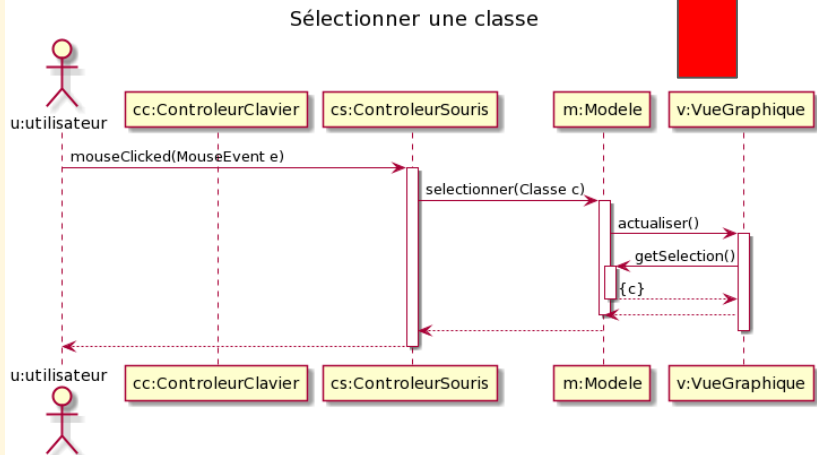 Sélectionner une classe
u:utilisateur
cc:ControleurClavier
cs:ControleurSouris
m:Modele
v:VueGraphique
mouseClicked(MouseEvent e)
selectionner(Classe c)
actualiser()
getSelection()
{c}
u:utilisateur
cc:ControleurClavier
cs:ControleurSouris
m:Modele
v:VueGraphique